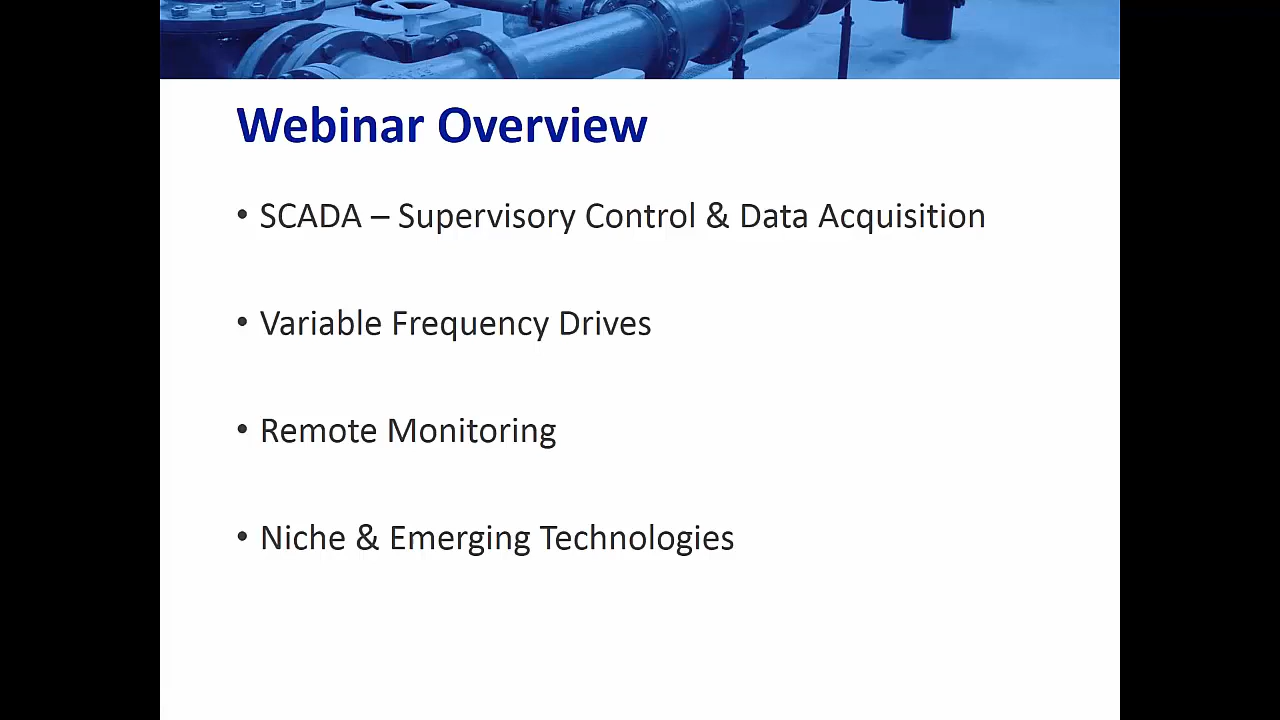 Webinar Overview
• SCADA – Supervisory Control & Data Acquisition
• Variable Frequency Drives
• Remote Monitoring
• Niche & Emerging Technologies